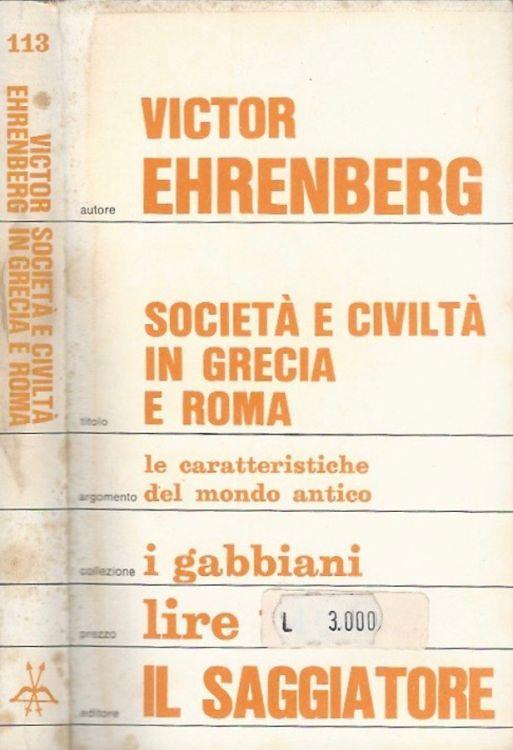 113
VICTOR SOCIETÀ E CIVILTÀ
EHRENBERG IN GRECIA E ROMA
VICTOR
autore EHRENBERG
SOCIETÀ E CIVILTÀ
IN GRECIA
titolo E ROMA
le caratteristiche
argomento del mondo antico
collezione i gabbiani
prezzo lire L 3.000
editore IL SAGGIATORE